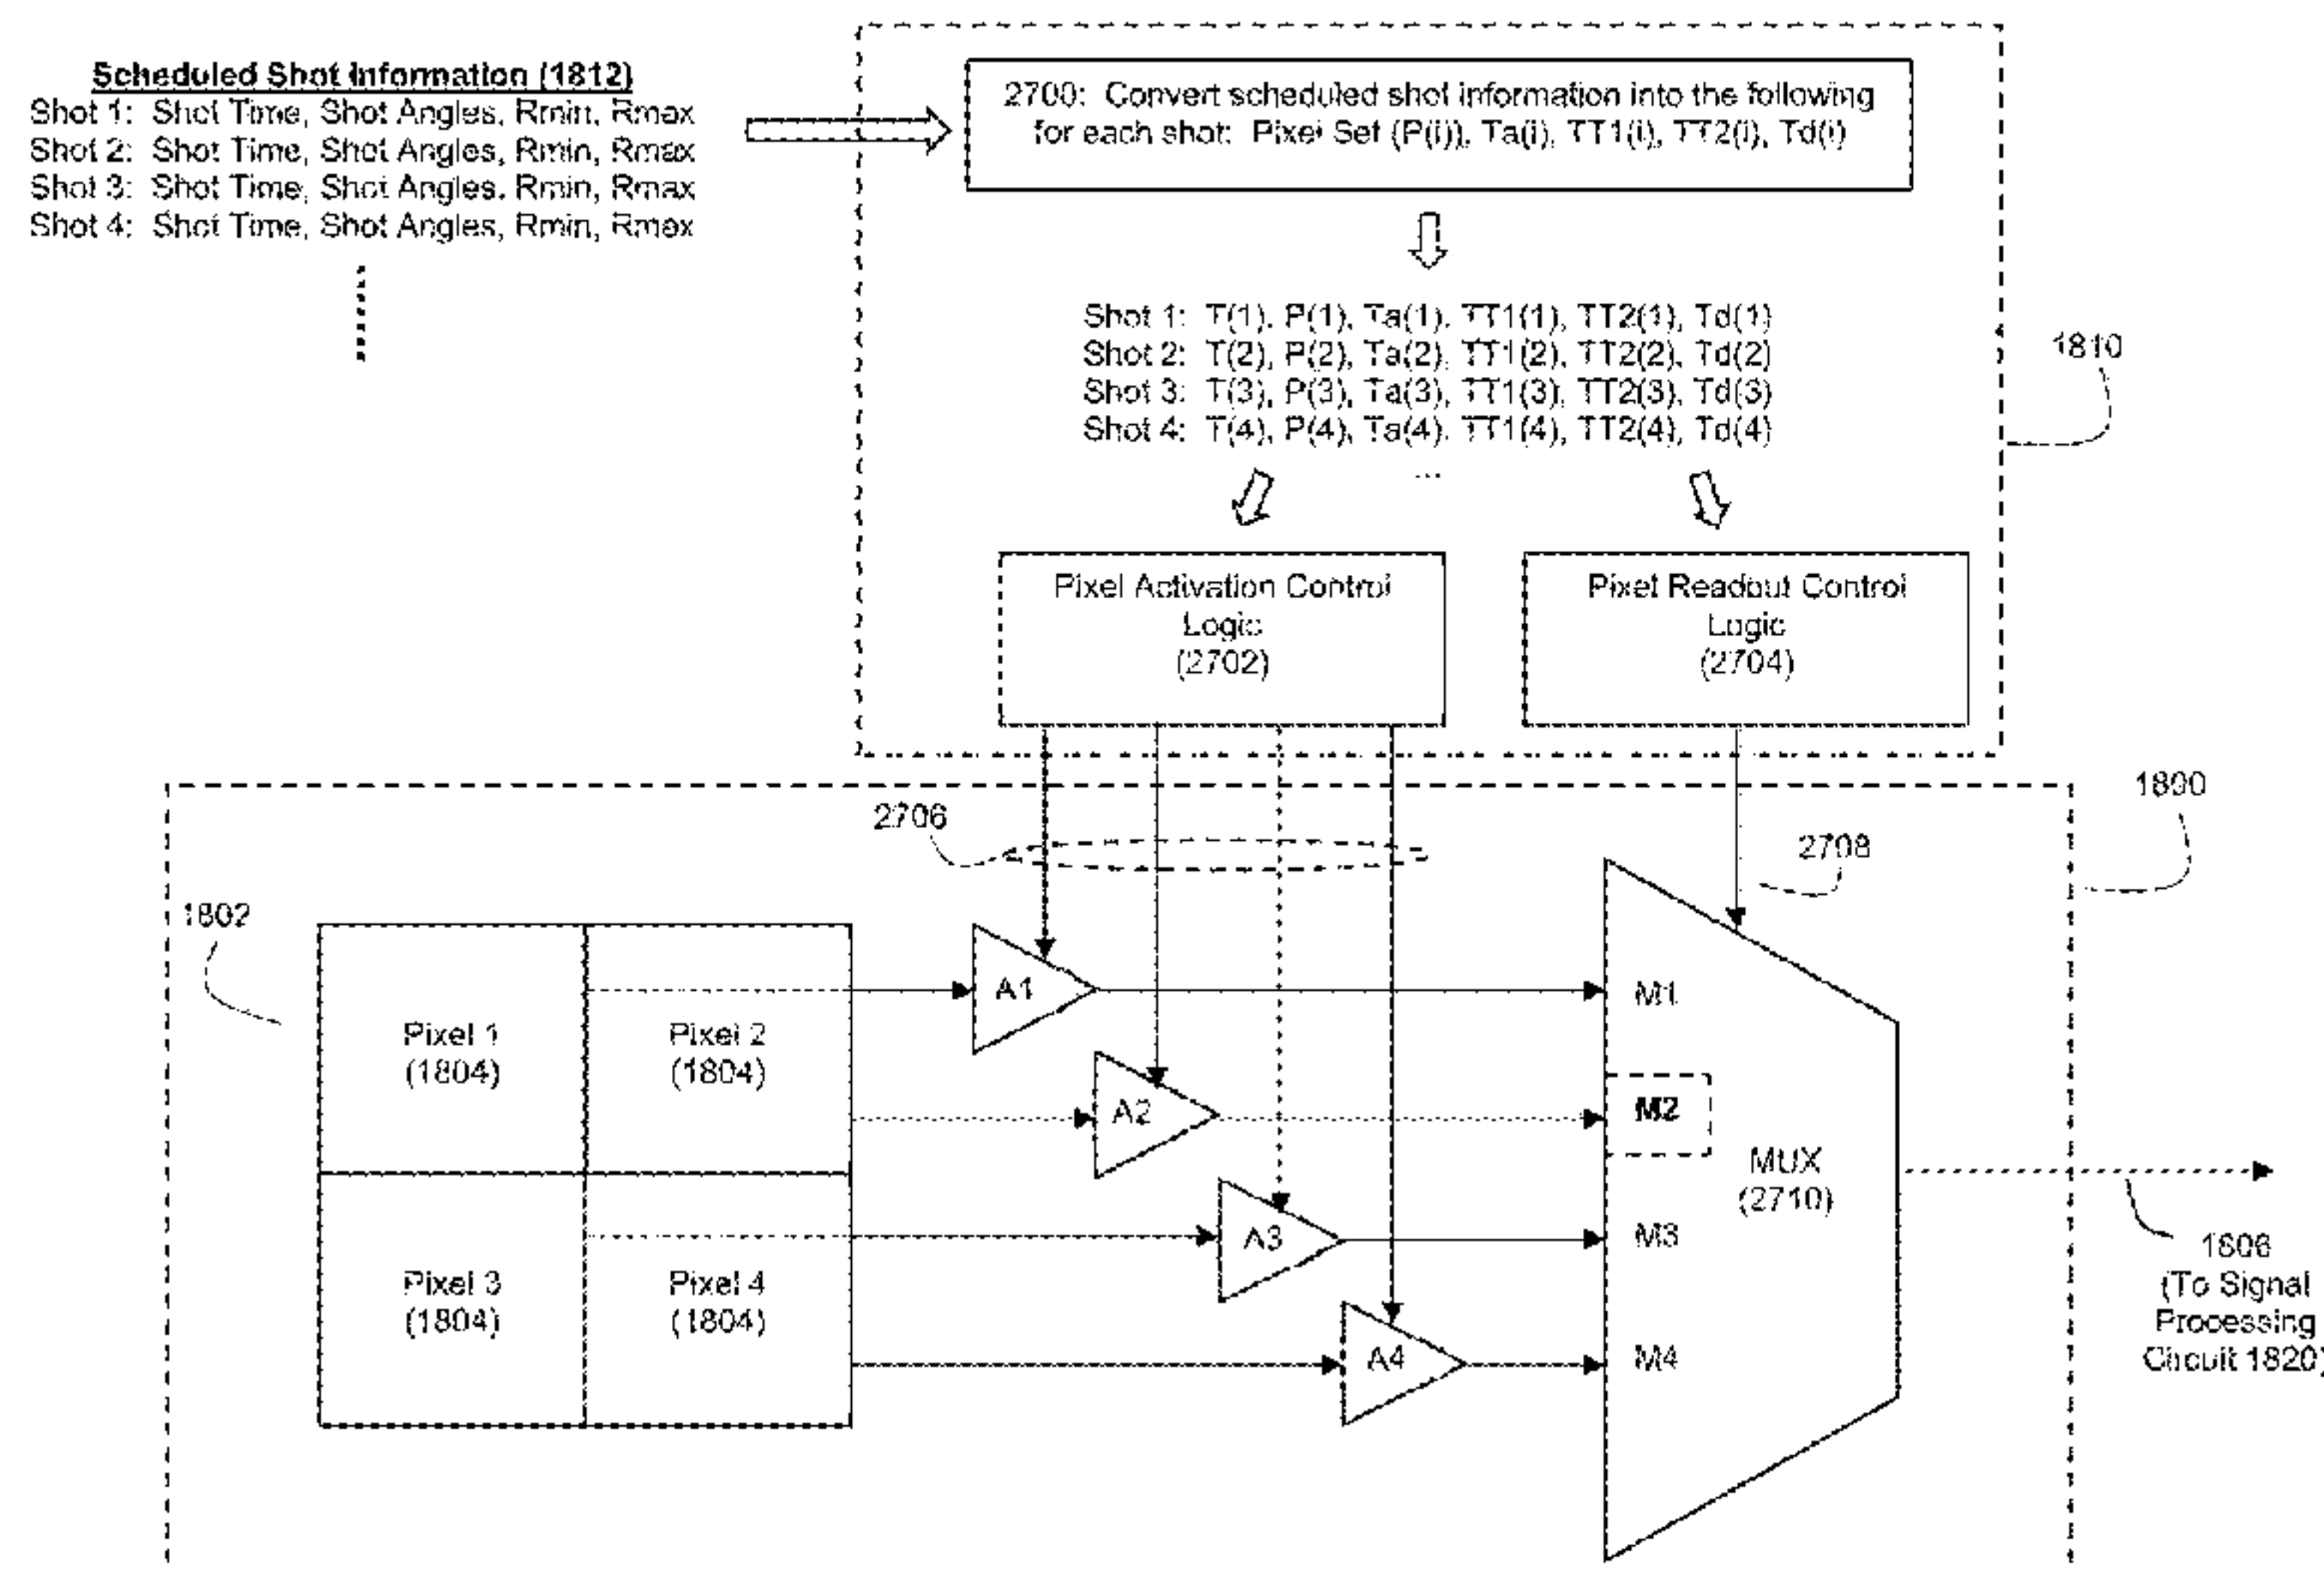 Scheduled Shot Information (1812)
Shot 1: Shot Time, Shot Angles, Rmin, Rmax
Shot 2: Shot Time, Shot Angles, Rmin, Rmax
Shot 3: Shot Time, Shot Angles, Rmin, Rmax
Shot 4: Shot Time, Shot Angles, Rmin, Rmax
2700: Convert scheduled shot information into the following
for each shot: Pixel Set (P(i)), Ta(i), TT1(i), TT2(i), Td(i)
Shot 1: T(1), P(1), Ta(1), TT1(1), TT2(1), Td(1)
Shot 2: T(2), P(2), Ta(2), TT1(2), TT2(2), Td(2)
Shot 3: T(3), P(3), Ta(3), TT1(3), TT2(3), Td(3)
Shot 4: T(4), P(4), Ta(4), TT1(4), TT2(4), Td(4)
...
1810
Pixel Activation Control
Logic
(2702)
Pixel Readout Control
Logic
(2704)
1800
2706
2708
1802
Pixel 1
(1804)
Pixel 2
(1804)
Pixel 3
(1804)
Pixel 4
(1804)
A1
A2
A3
A4
M1
M2
M3
M4
MUX
(2710)
1806
(To Signal
Processing
Circuit 1820)